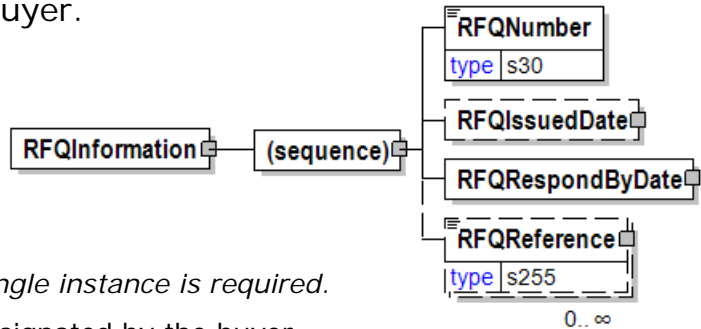 uyer.
RFQNumber
type s30
RFQIssuedDate
RFQInformation (sequence)
RFQRespondByDate
RFQReference
type s255
ngle instance is required.
0..∞